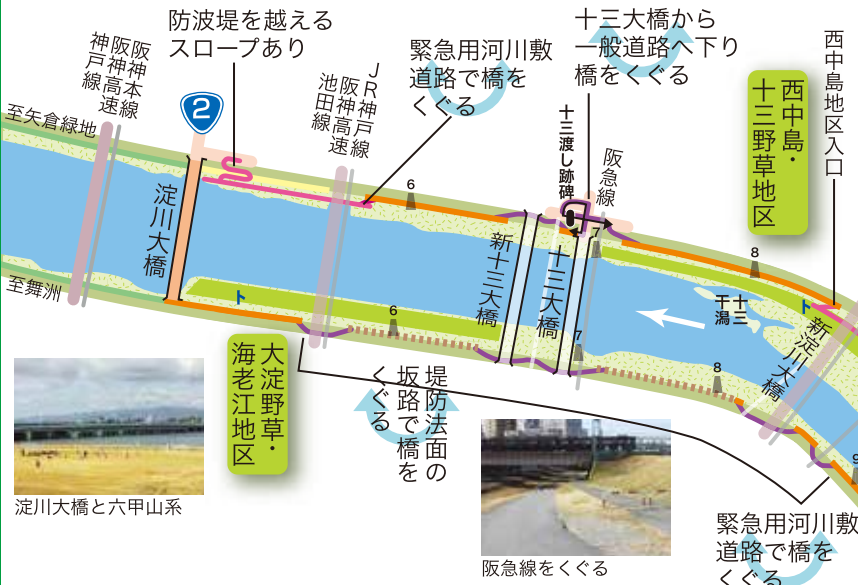 防波堤を越える
スロープあり
阪神本線
阪神高速
神戸線
至矢倉緑地
2
JR神戸線
阪神高速
池田線
緊急用河川敷
道路で橋を
くぐる
十三大橋から
一般道路へ下り
橋をくぐる
十三渡し跡碑
阪急線
西中島・
十三野草地区
西中島地区入口
淀川大橋
6
新十三大橋
十三大橋
7
8
十三
干潟
ト
新淀川大橋
至舞洲
ト
6
7
8
9
大淀野草・
海老江地区
堤防法面の
坂路で橋を
くぐる
淀川大橋と六甲山系
阪急線をくぐる
緊急用河川敷
道路で橋を
くぐる